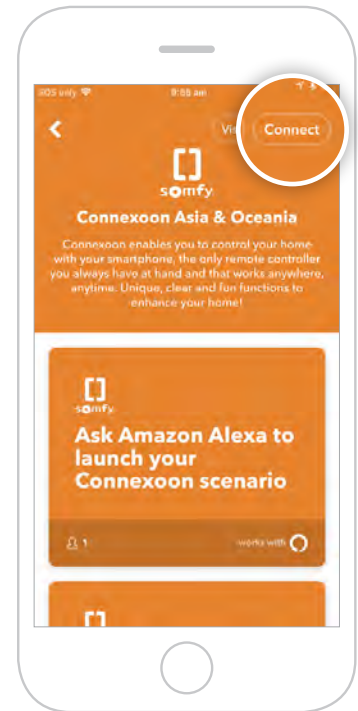 SOS only 9:55 am
Connect
somfy
Connexoon Asia & Oceania
Connexoon enables you to control your home
with your smartphone, the only remote controller
you always have at hand and that works anywhere,
anytime. Unique, clear and fun functions to
enhance your home!
somfy
Ask Amazon Alexa to
launch your
Connexoon scenario
1 works with